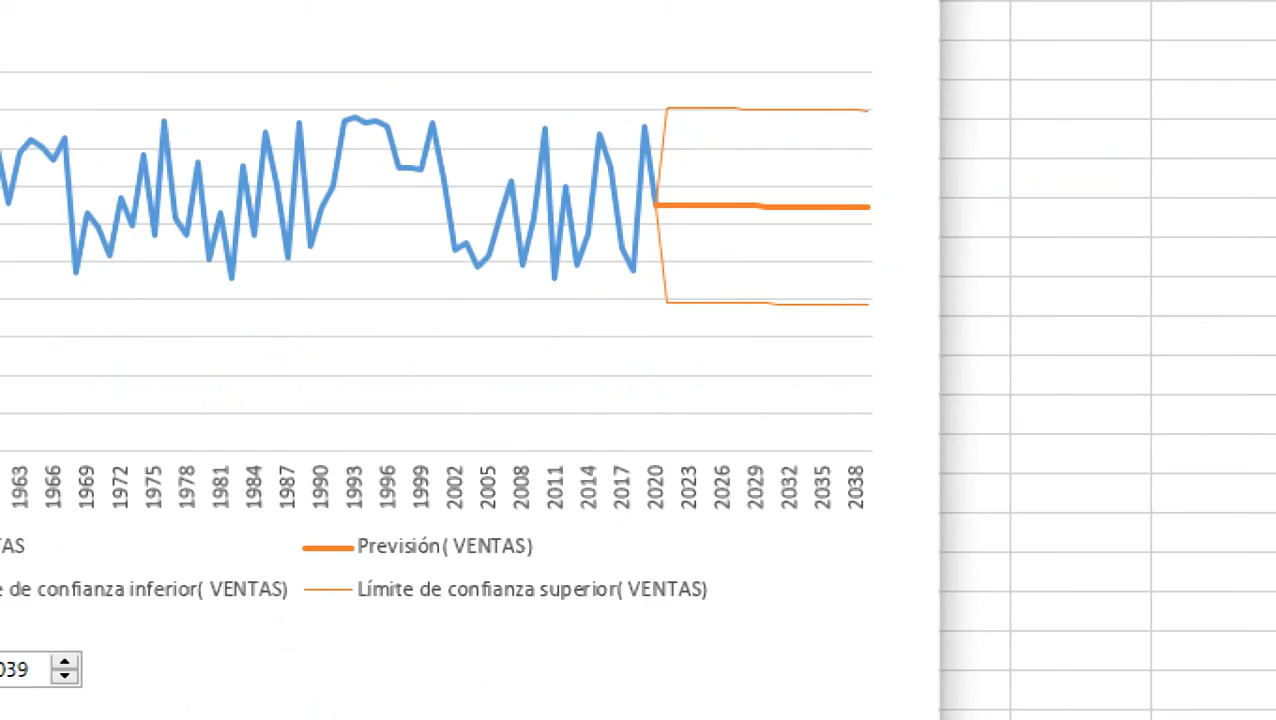 1963 1966 1969 1972 1975 1978 1981 1984 1987 1990 1993 1996 1999 2002 2005 2008 2011 2014 2017 2020 2023 2026 2029 2032 2035 2038
TAS Previsión( VENTAS)
e de confianza inferior( VENTAS) Límite de confianza superior( VENTAS)
039